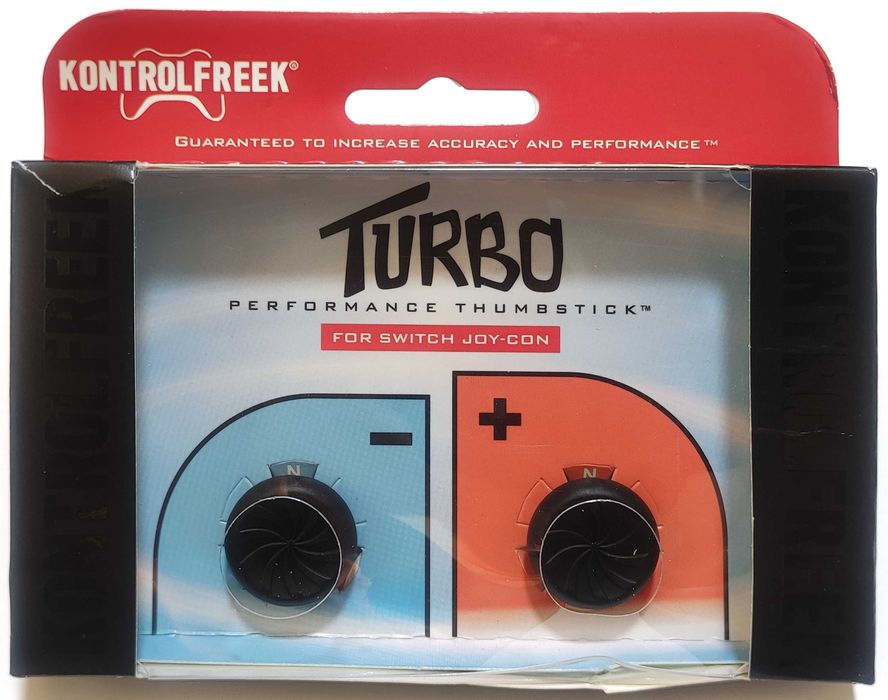 KONTROLFREEK®
GUARANTEED TO INCREASE ACCURACY AND PERFORMANCE™
TURBO
PERFORMANCE THUMBSTICK™
FOR SWITCH JOY-CON
−
+
N
N
KONTROLFREEK
KONTROLFREEK